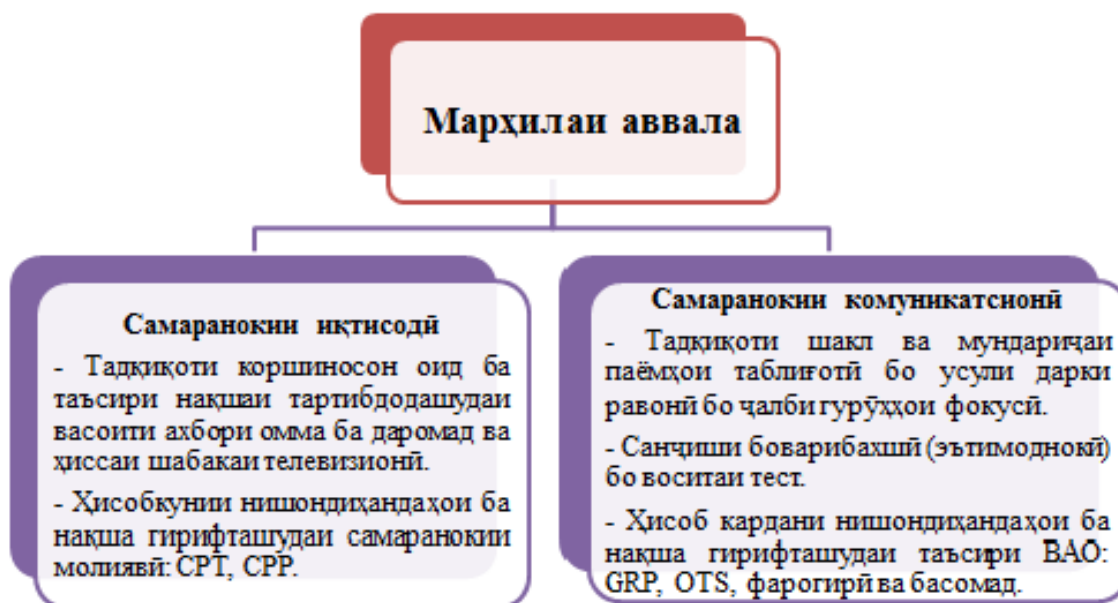 Марҳилаи аввала
Самаранокии иқтисодӣ
- Тадқиқоти коршиносон оид ба
таъсири нақшаи тартибдодашудаи
васоити ахбори омма ба даромад ва
ҳиссаи шабакаи телевизионӣ.
- Ҳисобкунии нишондиҳандаҳои ба
нақша гирифташудаи самаранокии
молиявӣ: CPT, CPP.
Самаранокии комуникатсионӣ
- Тадқиқоти шакл ва мундариҷаи
паёмҳои таблиғотӣ бо усули дарки
равонӣ бо ҷалби гурӯҳҳои фокусӣ.
- Санҷиши боварибахшӣ (эътимоднокӣ)
бо воситаи тест.
- Ҳисоб кардани нишондиҳандаҳои ба
нақша гирифташудаи таъсири ВАО:
GRP, OTS, фарогирӣ ва басомад.